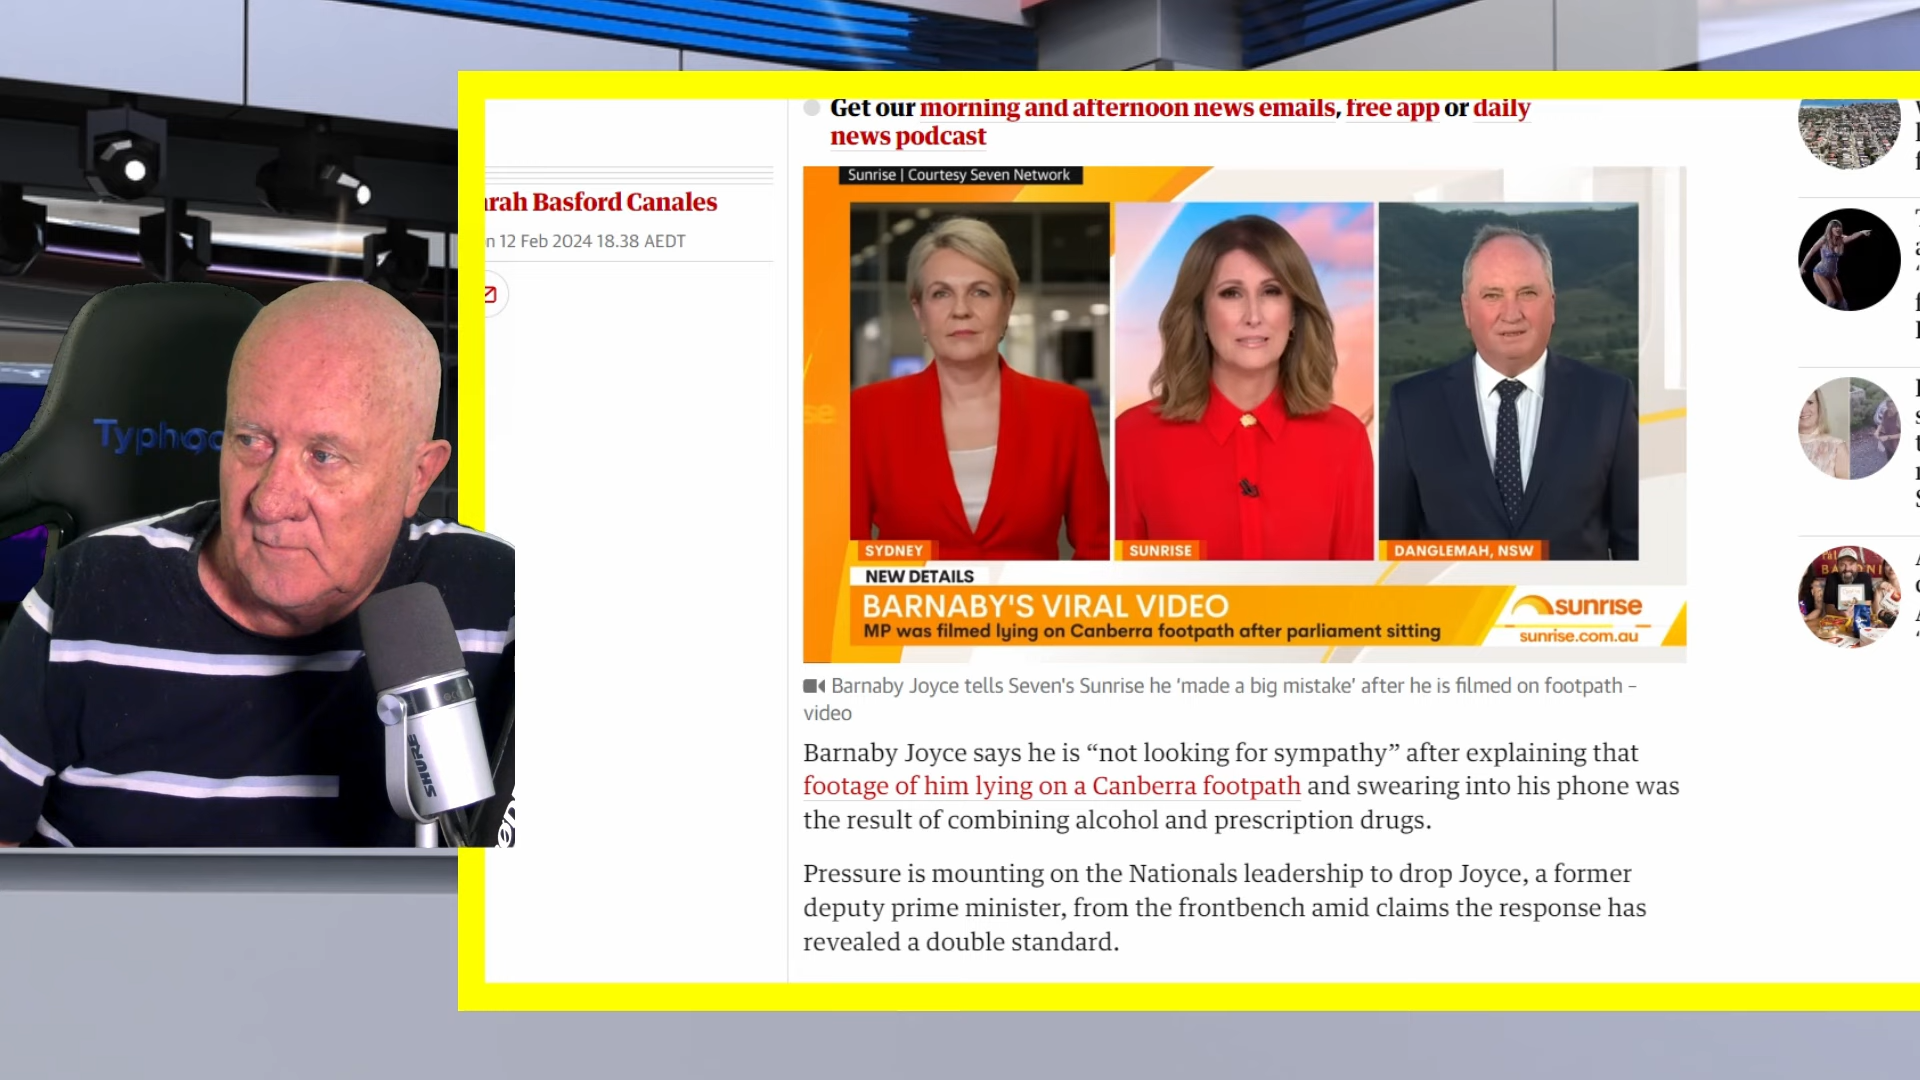 Get our morning and afternoon news emails, free app or daily
news podcast
arah Basford Canales
n 12 Feb 2024 18.38 AEDT
Sunrise | Courtesy Seven Network
SYDNEY
SUNRISE
DANGLEMAH, NSW
NEW DETAILS
BARNABY'S VIRAL VIDEO
MP was filmed lying on Canberra footpath after parliament sitting
sunrise
sunrise.com.au
Barnaby Joyce tells Seven's Sunrise he ‘made a big mistake’ after he is filmed on footpath –
video
Barnaby Joyce says he is “not looking for sympathy” after explaining that
footage of him lying on a Canberra footpath and swearing into his phone was
the result of combining alcohol and prescription drugs.
Pressure is mounting on the Nationals leadership to drop Joyce, a former
deputy prime minister, from the frontbench amid claims the response has
revealed a double standard.
Typhoo
SHURE